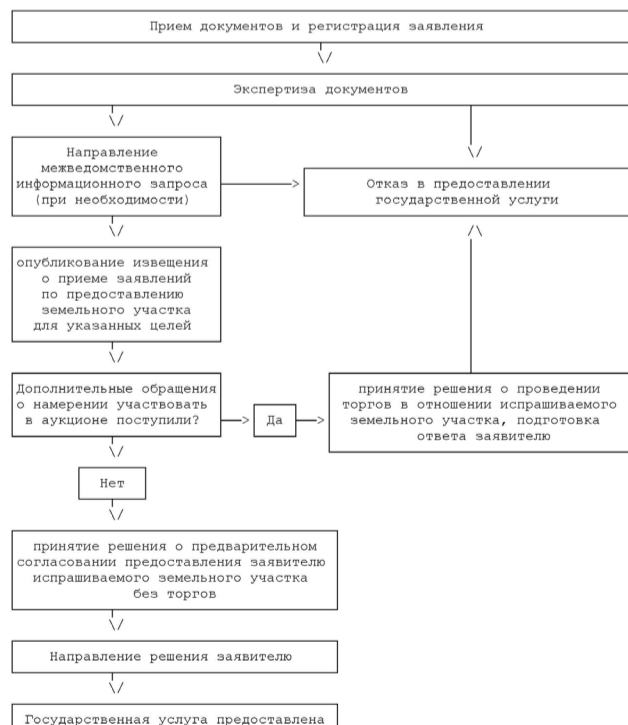 Прием документов и регистрация заявления
Экспертиза документов
Направление
межведомственного
информационного запроса
(при необходимости)
Отказ в предоставлении
государственной услуги
опубликование извещения
о приеме заявлений
по предоставлению
земельного участка
для указанных целей
Дополнительные обращения
о намерении участвовать
в аукционе поступили?
Да
принятие решения о проведении
торгов в отношении испрашиваемого
земельного участка, подготовка
ответа заявителю
Нет
принятие решения о предварительном
согласовании предоставления заявителю
испрашиваемого земельного участка
без торгов
Направление решения заявителю
Государственная услуга предоставлена